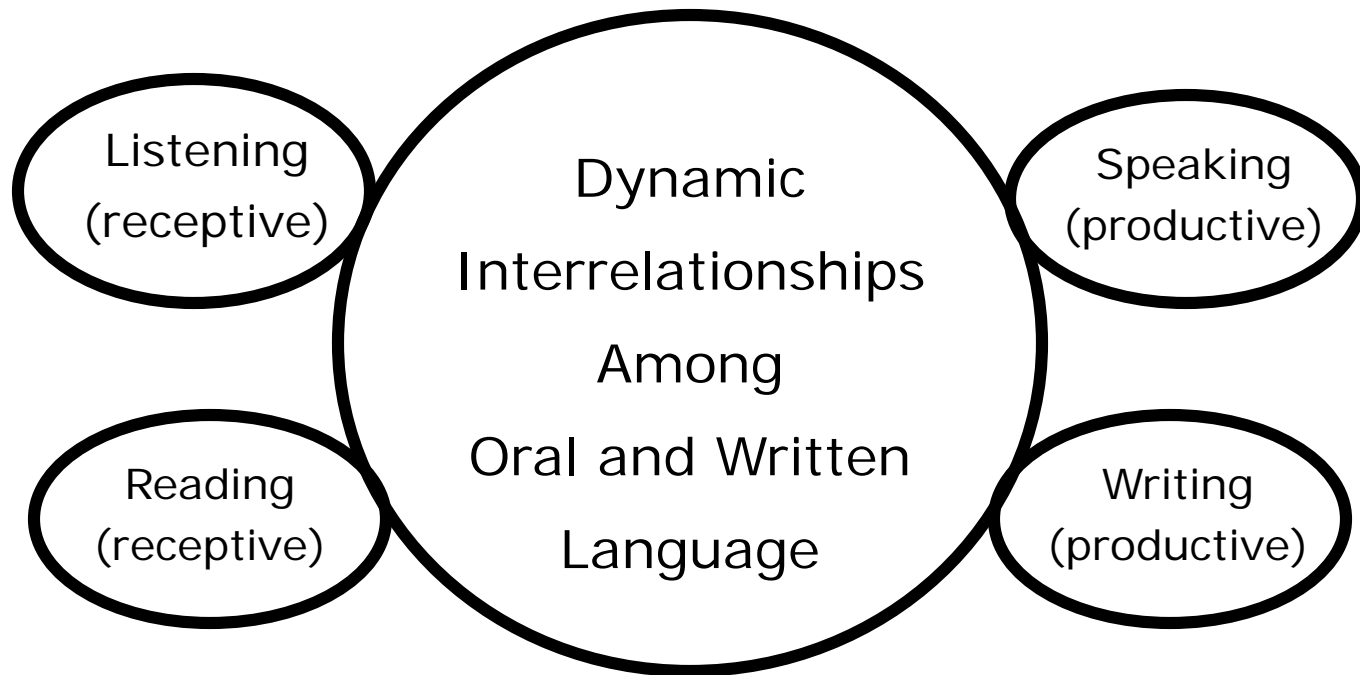 Listening
(receptive)
Dynamic
Interrelationships
Among
Oral and Written
Language
Speaking
(productive)
Reading
(receptive)
Writing
(productive)